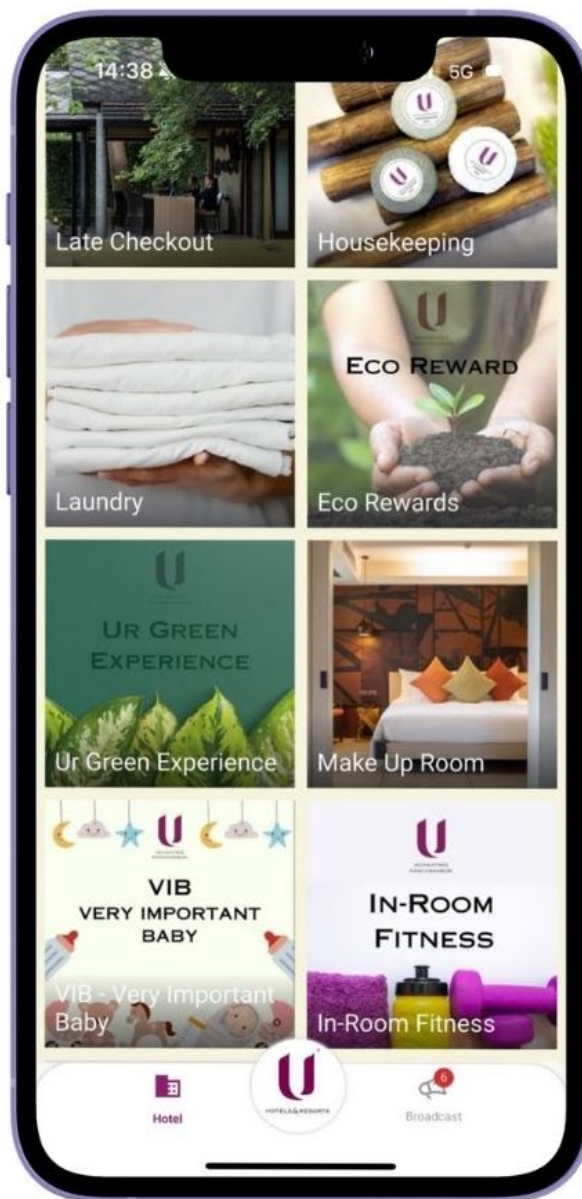 14:38
5G
Late Checkout
Housekeeping
U
ECO REWARD
Laundry
Eco Rewards
U
UR GREEN
EXPERIENCE
Ur Green Experience
Make Up Room
U
VIB
VERY IMPORTANT
BABY
VIB - Very Important
Baby
U
IN-ROOM
FITNESS
In-Room Fitness
Hotel
U
HOTELS&RESORTS
6
Broadcast